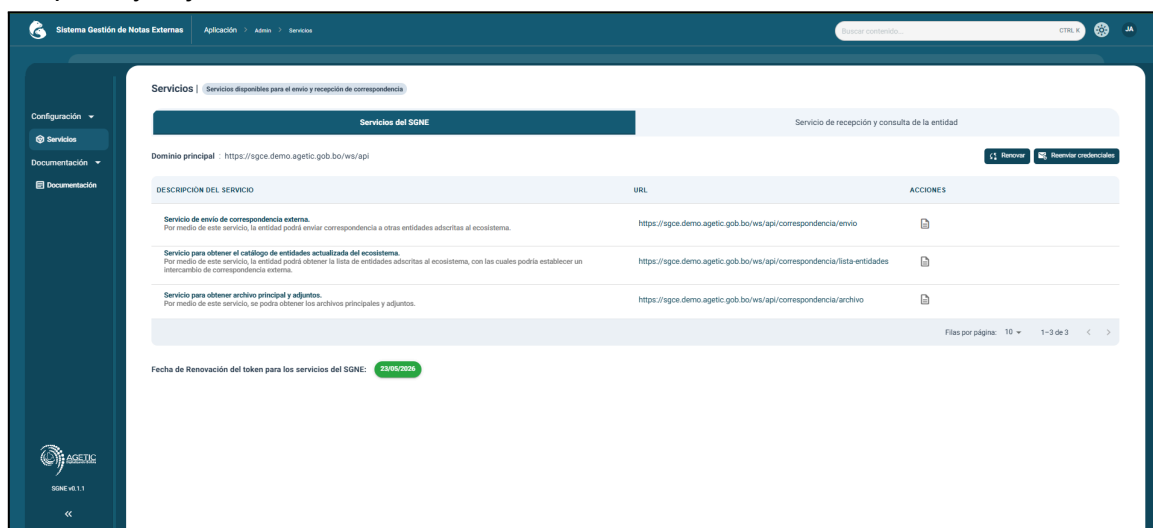 Sistema Gestión de Notas Externas
Aplicación > Admin > Servicios
Buscar contenido...
CTRL K
JA
Configuración
Servicios
Documentación
Documentación
Servicios | Servicios disponibles para el envío y recepción de correspondencia
Servicios del SGNE
Servicio de recepción y consulta de la entidad
Dominio principal : https://sgce.demo.agetic.gob.bo/ws/api
Renovar
Reenviar credenciales
DESCRIPCIÓN DEL SERVICIO
URL
ACCIONES
Servicio de envío de correspondencia externa.
Por medio de este servicio, la entidad podrá enviar correspondencia a otras entidades adscritas al ecosistema.
https://sgce.demo.agetic.gob.bo/ws/api/correspondencia/envio
Servicio para obtener el catálogo de entidades actualizada del ecosistema.
Por medio de este servicio, la entidad podrá obtener la lista de entidades adscritas al ecosistema, con las cuales podría establecer un
intercambio de correspondencia externa.
https://sgce.demo.agetic.gob.bo/ws/api/correspondencia/lista-entidades
Servicio para obtener archivo principal y adjuntos.
Por medio de este servicio, se podra obtener los archivos principales y adjuntos.
https://sgce.demo.agetic.gob.bo/ws/api/correspondencia/archivo
Filas por página: 10
1–3 de 3
Fecha de Renovación del token para los servicios del SGNE: 23/05/2026
AGETIC
SGNE v0.1.1